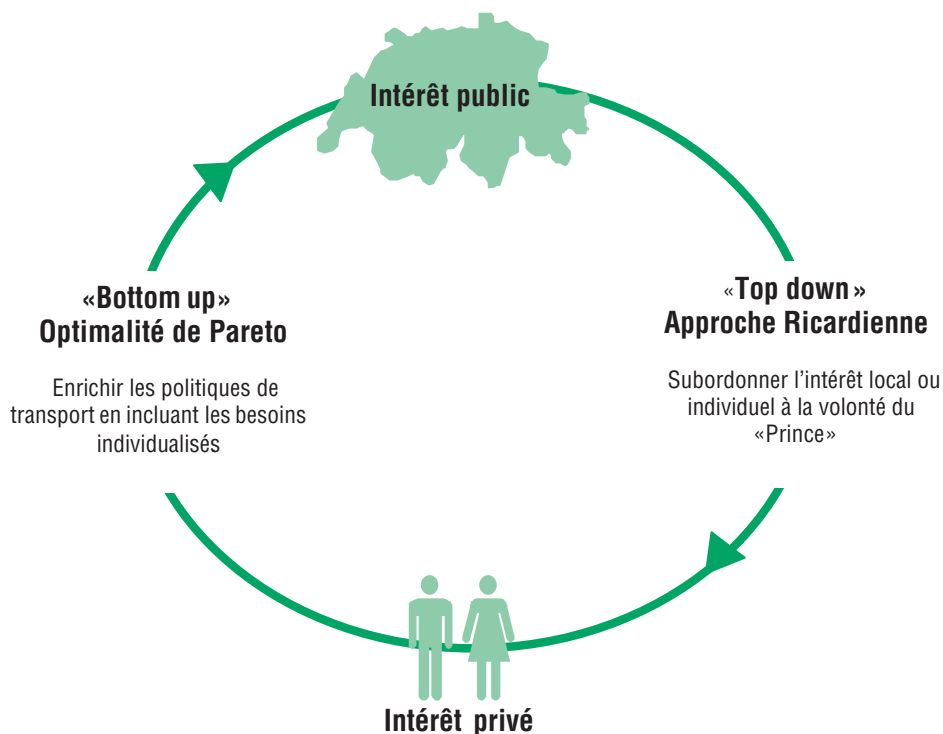 Intérêt public
«Bottom up»
Optimalité de Pareto
Enrichir les politiques de
transport en incluant les besoins
individualisés
«Top down»
Approche Ricardienne
Subordonner l’intérêt local ou
individuel à la volonté du
«Prince»
Intérêt privé